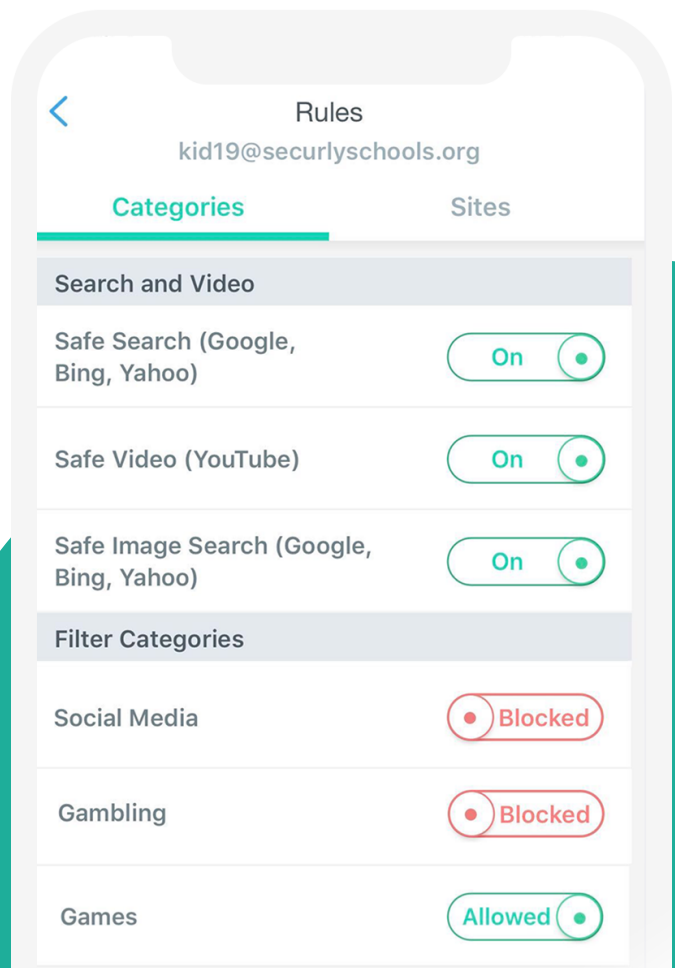 Rules
kid19@securlyschools.org
Categories
Sites
Search and Video
Safe Search (Google,
Bing, Yahoo)
On
Safe Video (YouTube)
On
Safe Image Search (Google,
Bing, Yahoo)
On
Filter Categories
Social Media
Blocked
Gambling
Blocked
Games
Allowed